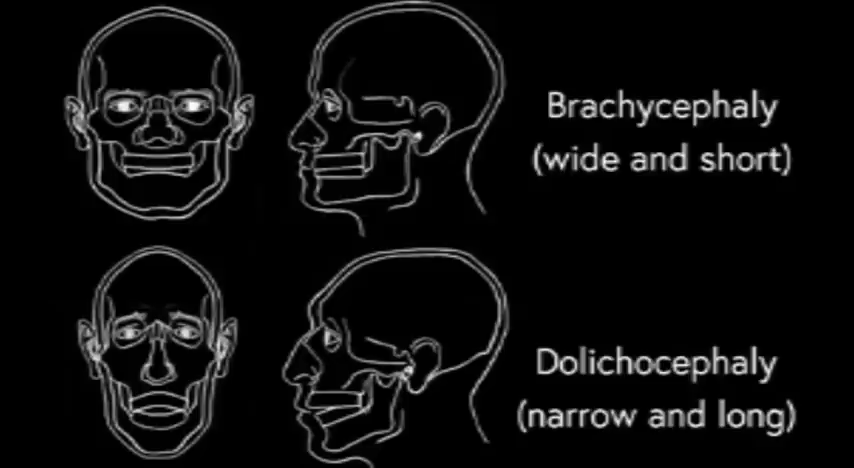 Brachycephaly
(wide and short)
Dolichocephaly
(narrow and long)